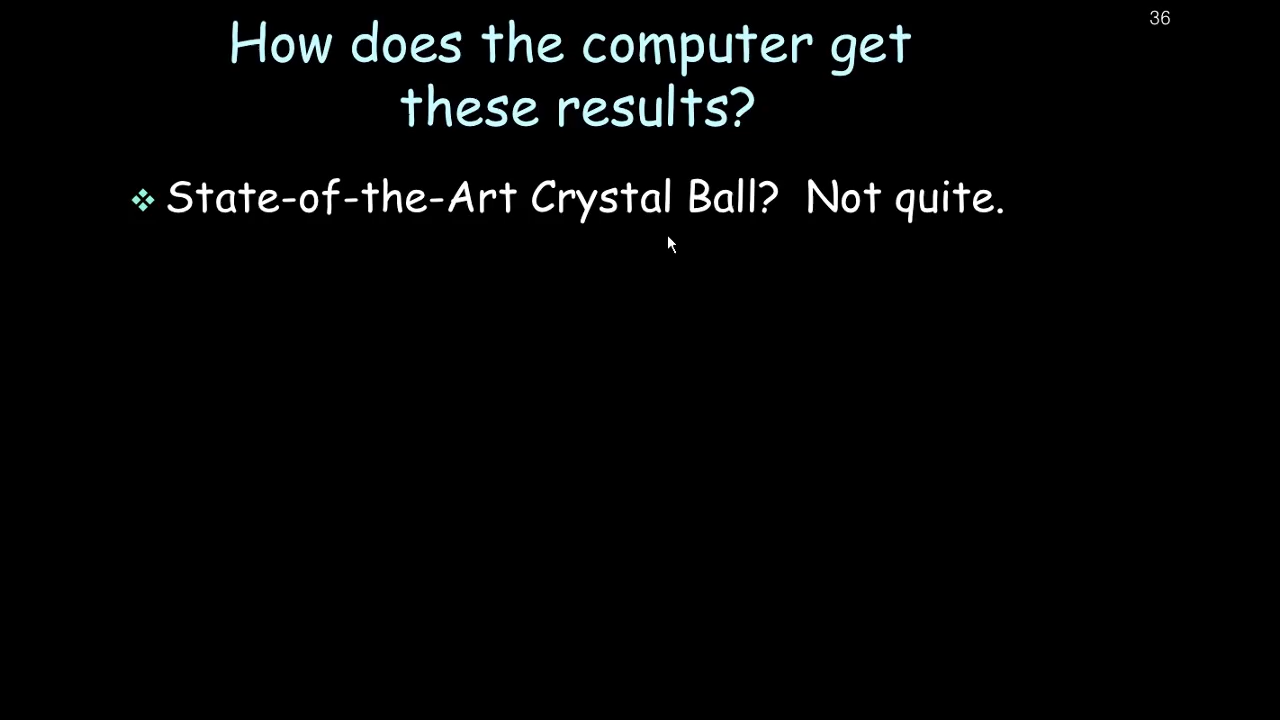 36
How does the computer get
these results?
❖ State-of-the-Art Crystal Ball? Not quite.